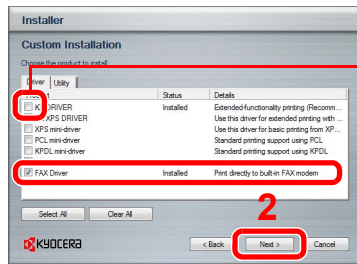 Installer
Custom Installation
Choose the product to install:
Driver Utility
Status Details
DRIVER Installed Extended-functionality printing (Recomm...
XPS DRIVER Use this driver for extended printing with ...
XPS mini-driver Use this driver for basic printing from XP...
PCL mini-driver Standard printing support using PCL
KPDL mini-driver Standard printing support using KPDL
FAX Driver Installed Print directly to built-in FAX modem
2
Select All Clear All
KYOCERA < Back Next > Cancel